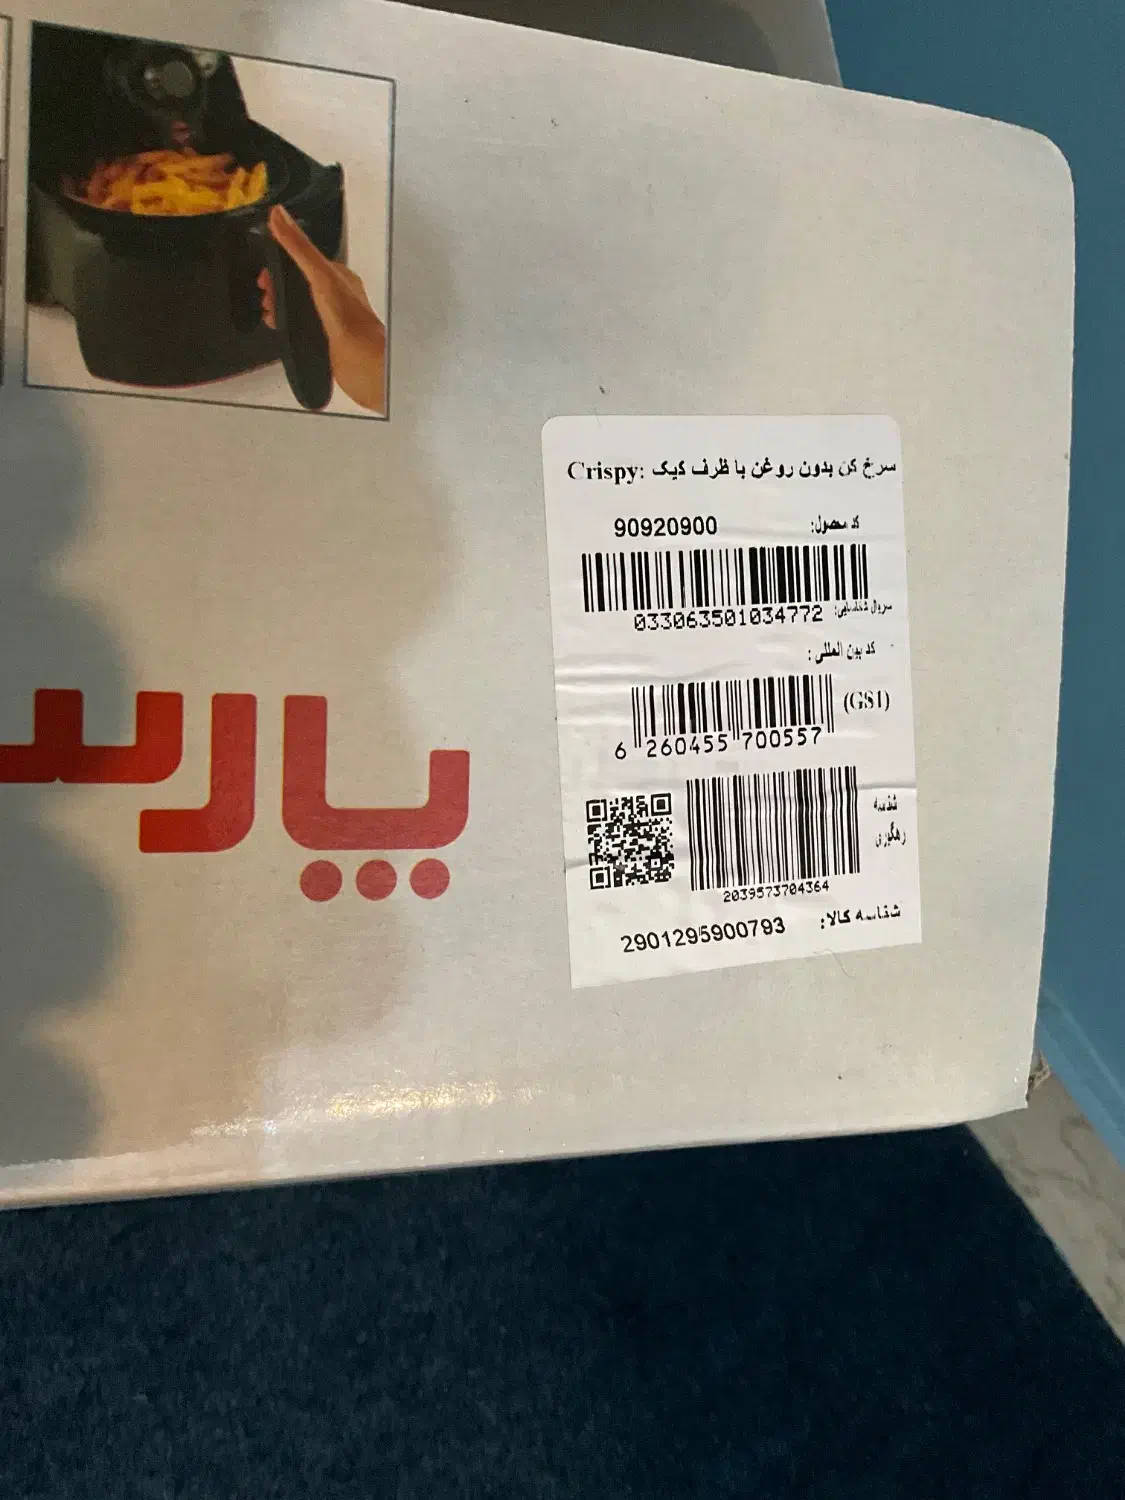 سرخ کن بدون روغن با ظرف کیک :Crispy
کد محصول: 90920900
سریال شناسایی: 033063501034772
کد بین المللی :
(GS1)
6 260455 700557
شناسه
رهگیری
2039573704364
شناسه کالا: 2901295900793
پارس